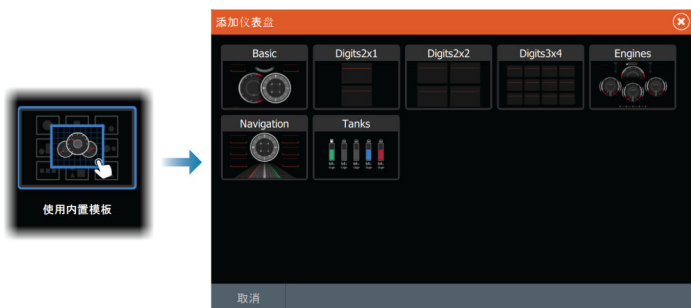 添加仪表盘
Basic
Digits2x1
Digits2x2
Digits3x4
Engines
Navigation
Tanks
使用内置模板
取消